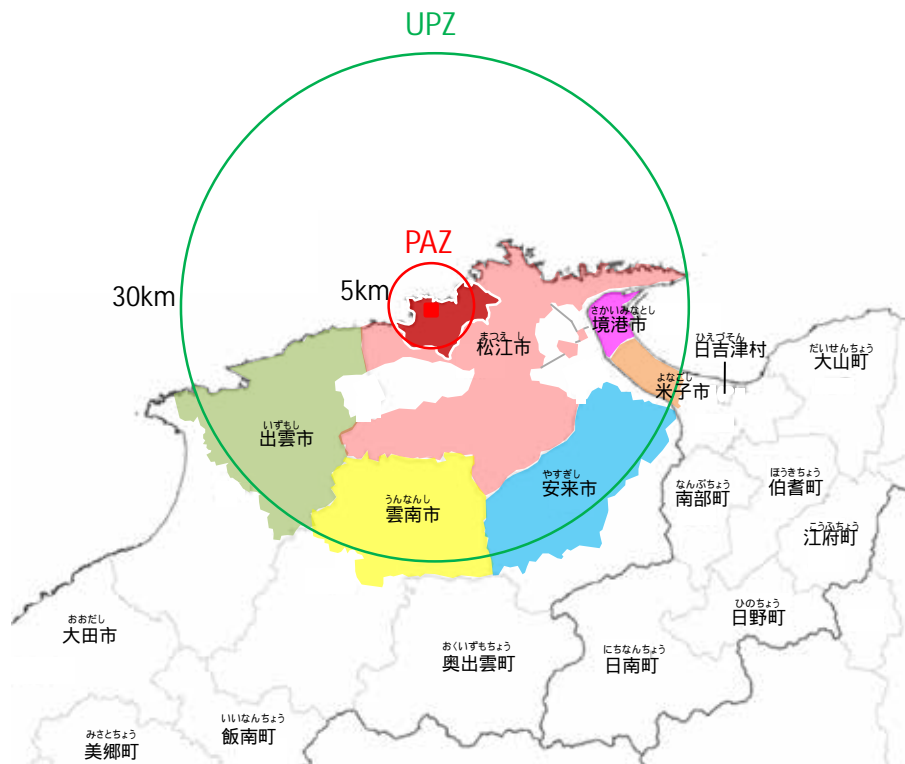 UPZ
PAZ
30km
5km
さかいみなとし
境港市
まつえ し
松江市
ひえづそん
日吉津村
だいせんちょう
大山町
よなごし
米子市
いずもし
出雲市
やすぎし
安来市
うんなんし
雲南市
なんぶちょう
南部町
ほうきちょう
伯耆町
こうふちょう
江府町
おおだし
大田市
ひのちょう
日野町
おくいずもちょう
奥出雲町
にちなんちょう
日南町
みさとちょう
美郷町
いいなんちょう
飯南町